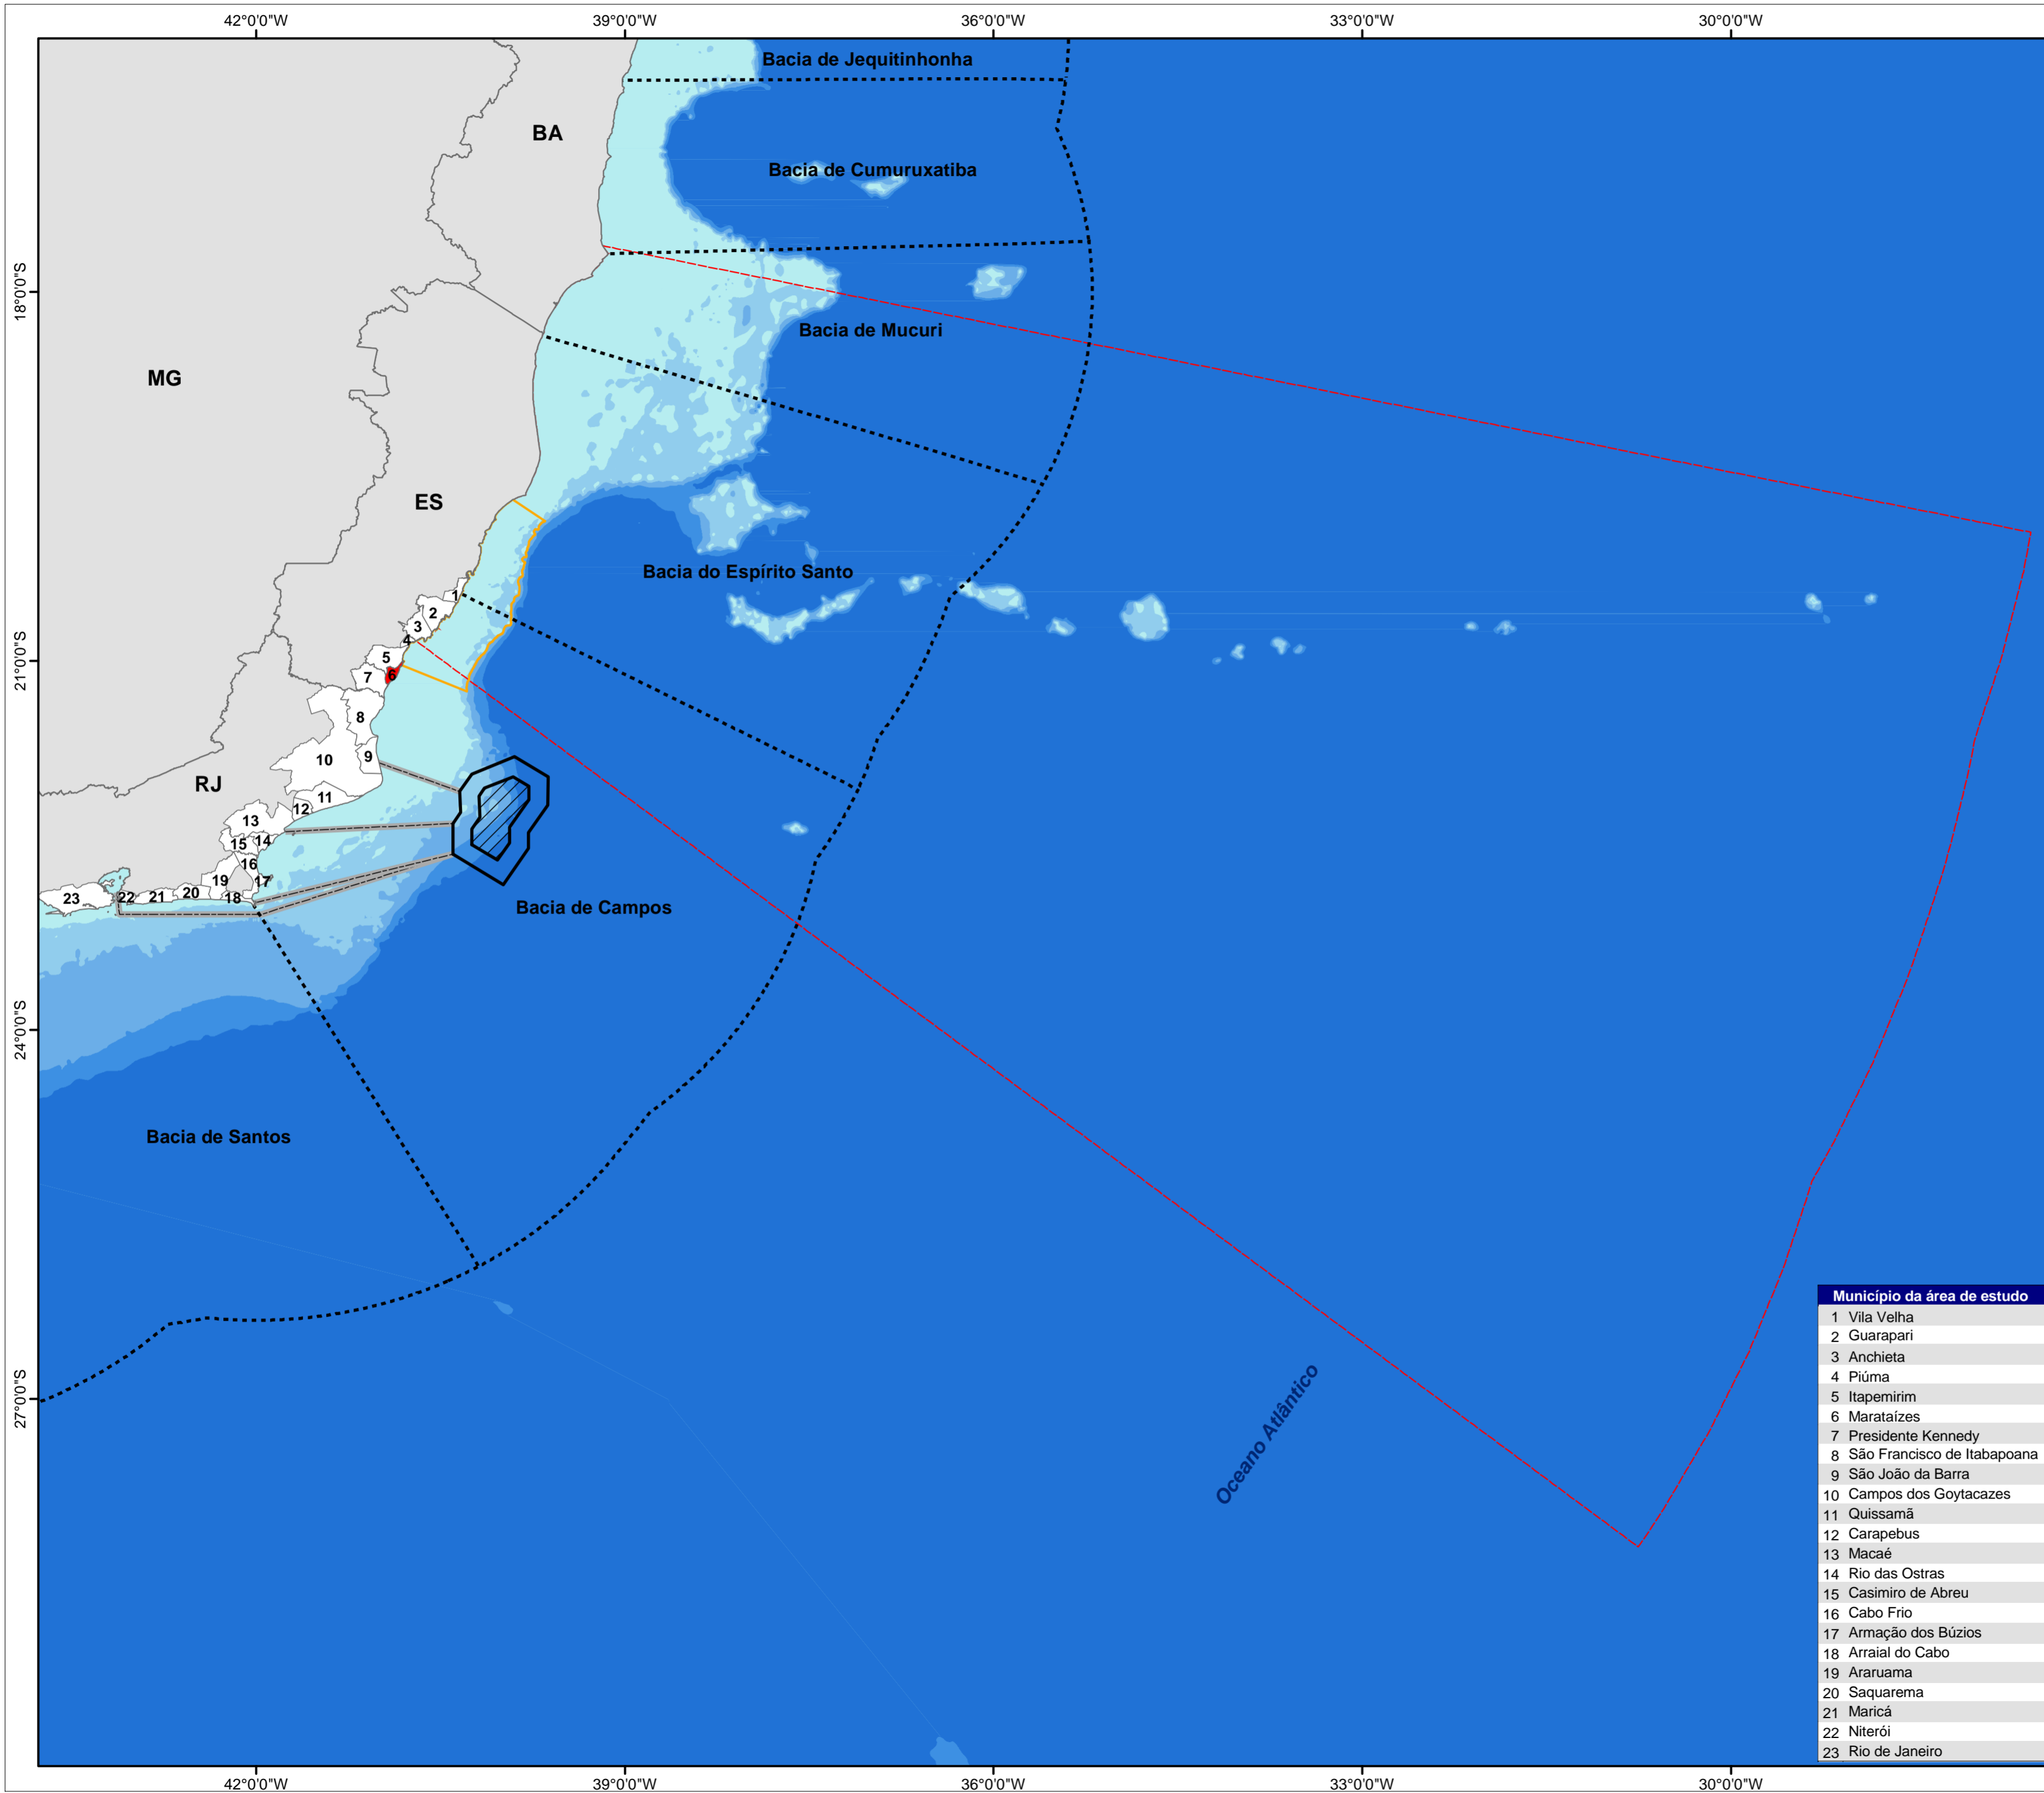 42°0'0"W 39°0'0"W 36°0'0"W 33°0'0"W 30°0'0"W
Bacia de Jequitinhonha
BA
Bacia de Cumuruxatiba
18°0'0"S
Bacia de Mucuri
MG
ES
Bacia do Espírito Santo
1
2
3
4
21°0'0"S
5
6
7
8
9
10
RJ
11
12
13
14
15
16
17
19
20
21
22
23
18
Bacia de Campos
24°0'0"S
Bacia de Santos
27°0'0"S
Oceano Atlântico
Município da área de estudo
1 Vila Velha
2 Guarapari
3 Anchieta
4 Piúma
5 Itapemirim
6 Marataízes
7 Presidente Kennedy
8 São Francisco de Itabapoana
9 São João da Barra
10 Campos dos Goytacazes
11 Quissamã
12 Carapebus
13 Macaé
14 Rio das Ostras
15 Casimiro de Abreu
16 Cabo Frio
17 Armação dos Búzios
18 Arraial do Cabo
19 Araruama
20 Saquarema
21 Maricá
22 Niterói
23 Rio de Janeiro
42°0'0"W 39°0'0"W 36°0'0"W 33°0'0"W 30°0'0"W